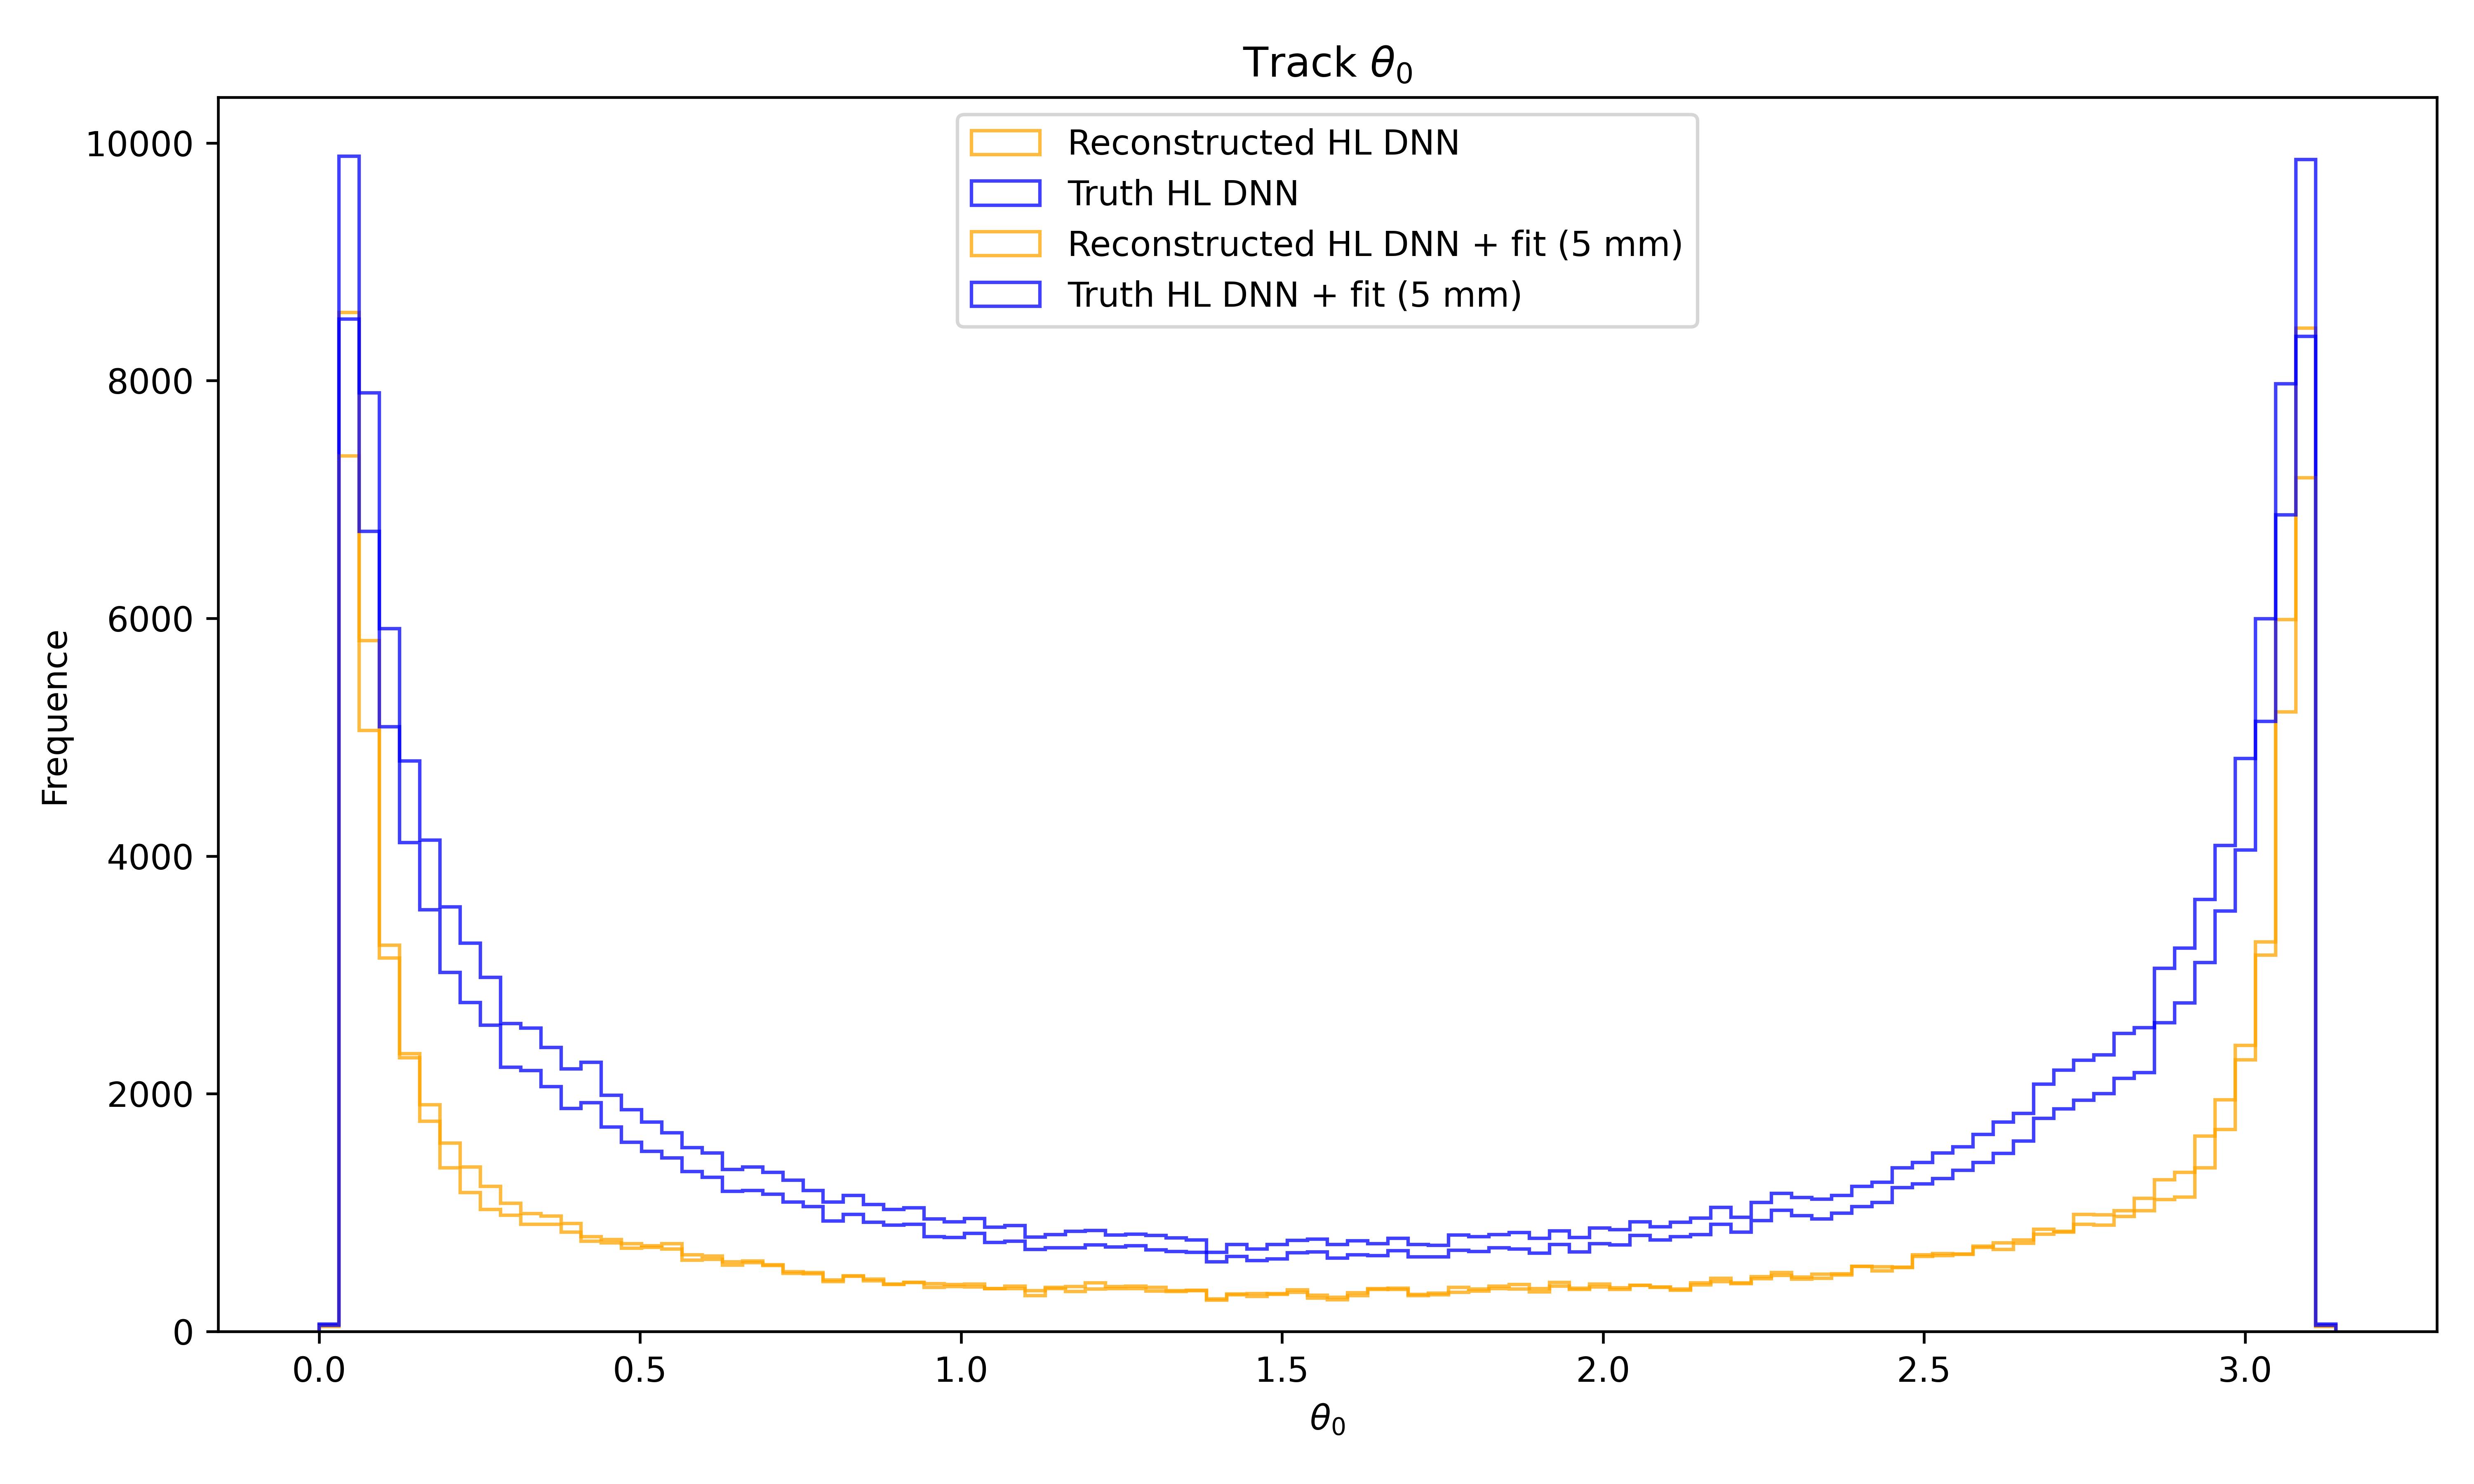 Track θ₀
Reconstructed HL DNN
Truth HL DNN
Reconstructed HL DNN + fit (5 mm)
Truth HL DNN + fit (5 mm)
Frequence
10000
8000
6000
4000
2000
0
0.0 0.5 1.0 1.5 2.0 2.5 3.0
θ₀